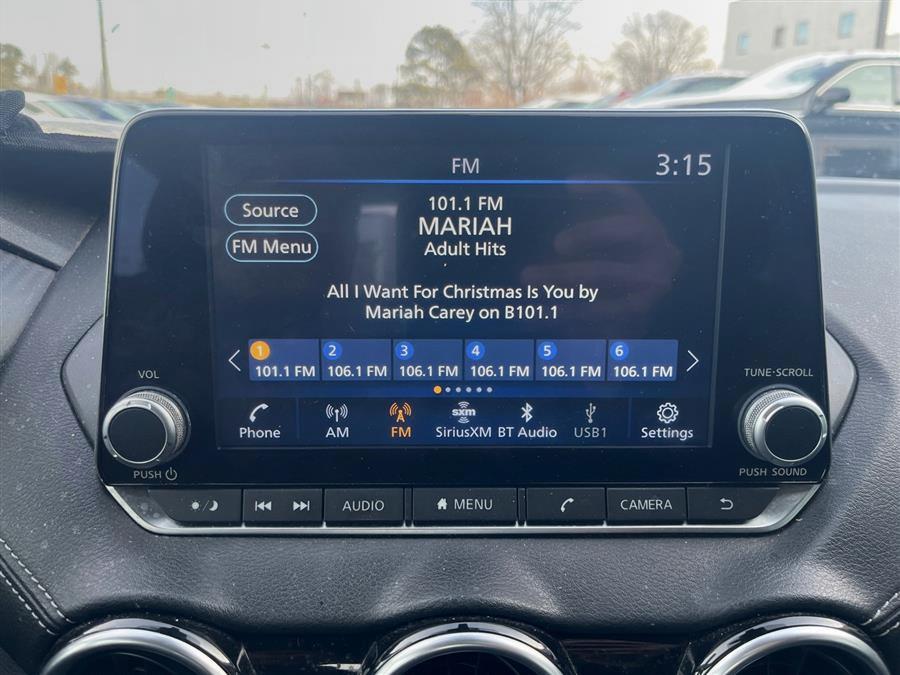 FM
3:15
Source
FM Menu
101.1 FM
MARIAH
Adult Hits
All I Want For Christmas Is You by
Mariah Carey on B101.1
1 2 3 4 5 6
101.1 FM 106.1 FM 106.1 FM 106.1 FM 106.1 FM 106.1 FM
sxm
Phone AM FM SiriusXM BT Audio USB1 Settings
VOL
PUSH
TUNE·SCROLL
PUSH SOUND
AUDIO MENU CAMERA